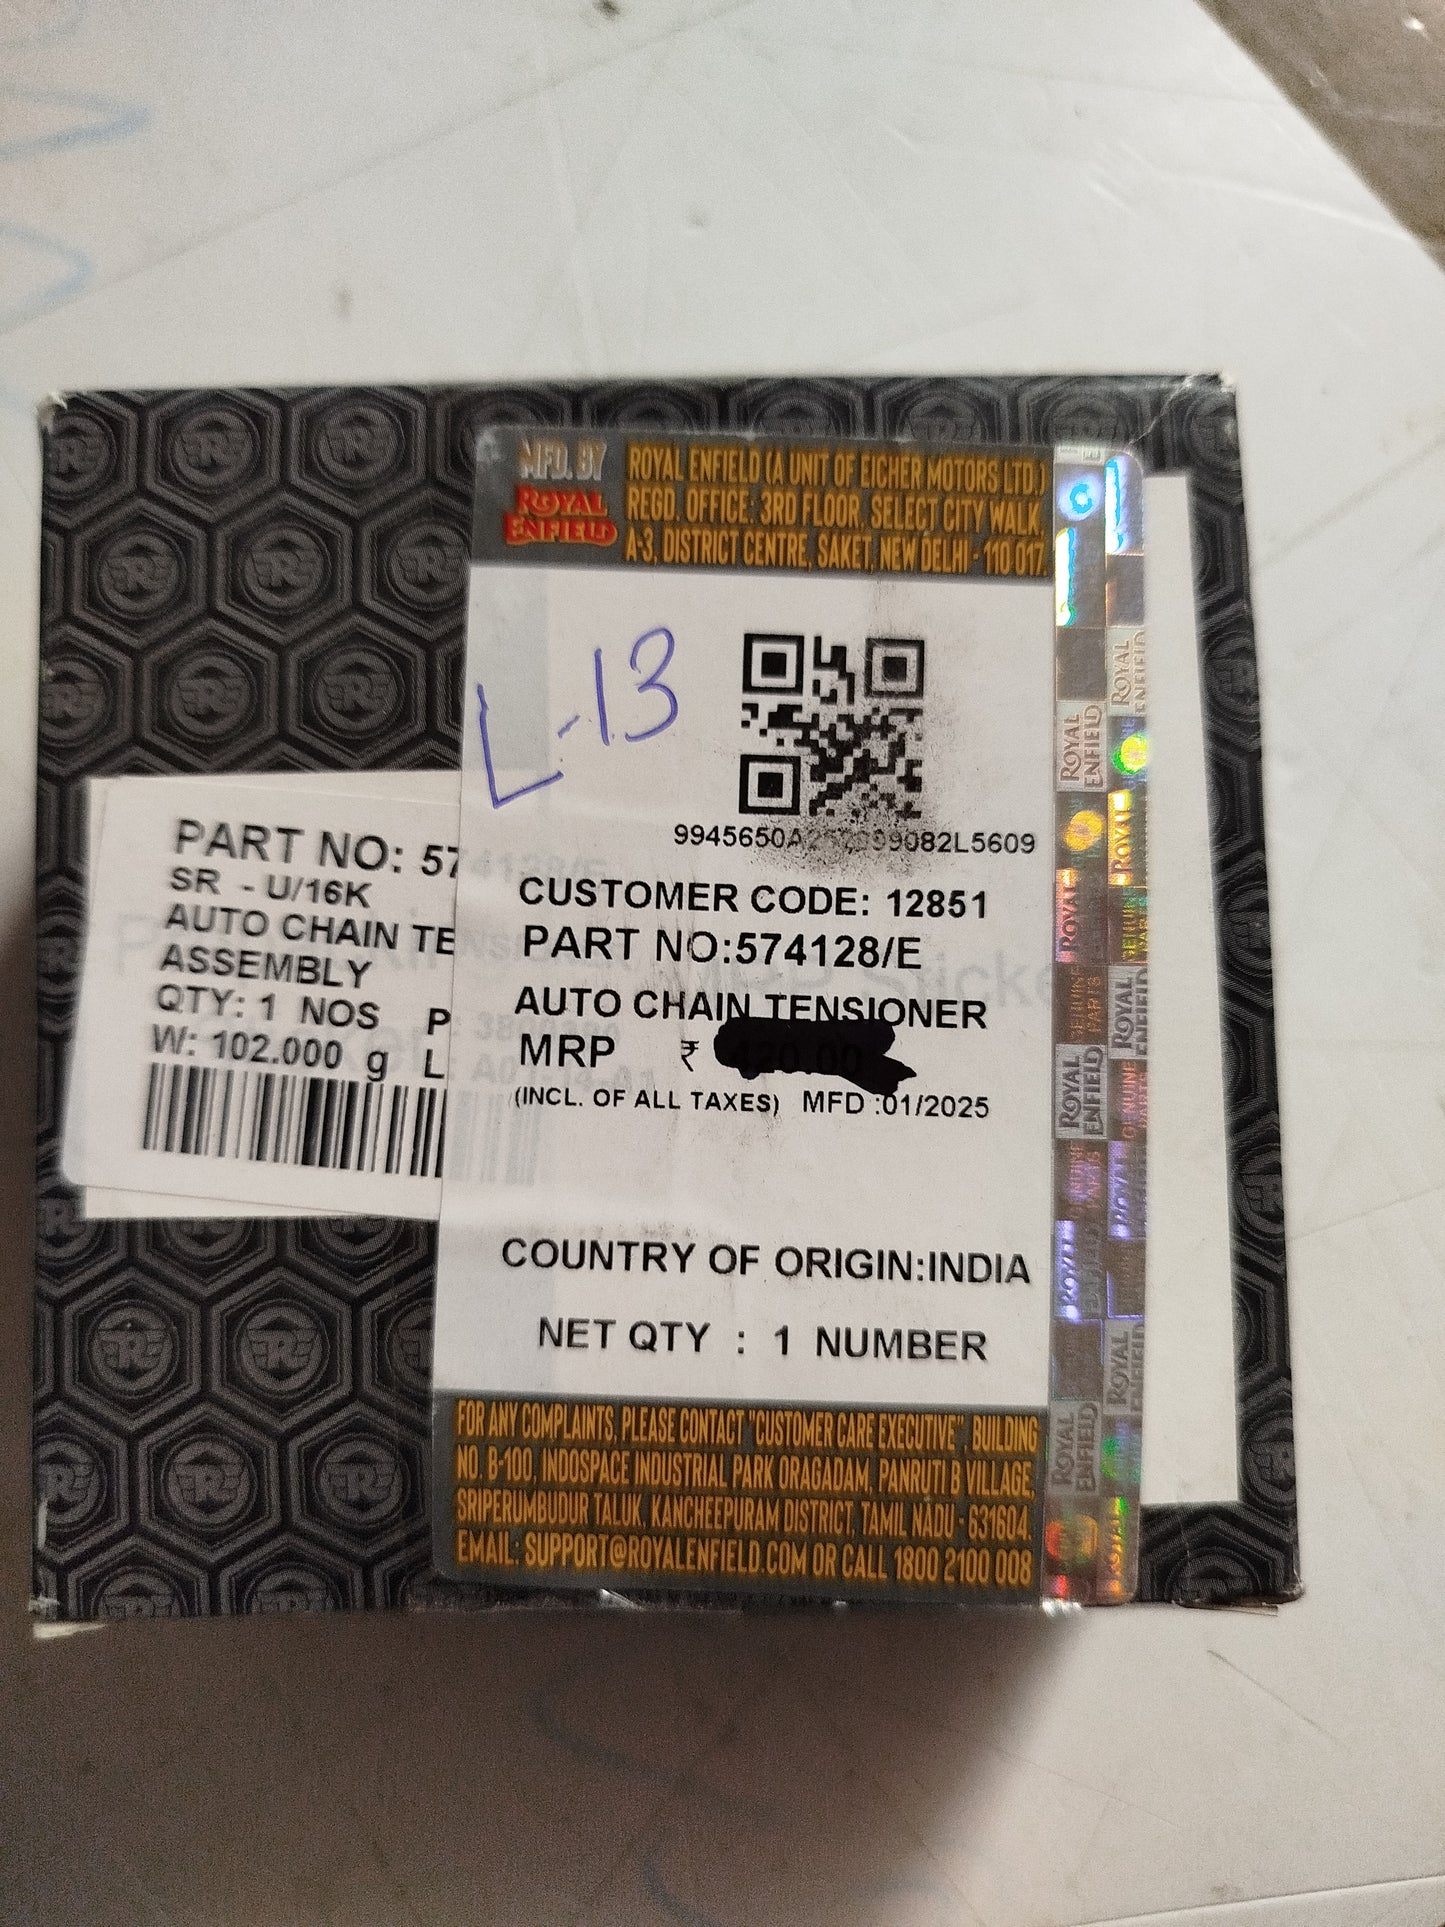 MFD. BY
ROYAL
ENFIELD
ROYAL ENFIELD (A UNIT OF EICHER MOTORS LTD.)
REGD. OFFICE: 3RD FLOOR, SELECT CITY WALK,
A-3, DISTRICT CENTRE, SAKET, NEW DELHI - 110 017.
L-13
CUSTOMER CODE: 12851
PART NO:574128/E
AUTO CHAIN TENSIONER
MRP ₹
(INCL. OF ALL TAXES) MFD :01/2025
COUNTRY OF ORIGIN:INDIA
NET QTY : 1 NUMBER
FOR ANY COMPLAINTS, PLEASE CONTACT "CUSTOMER CARE EXECUTIVE", BUILDING
NO. B-100, INDOSPACE INDUSTRIAL PARK ORAGADAM, PANRUTI B VILLAGE,
SRIPERUMBUDUR TALUK, KANCHEEPURAM DISTRICT, TAMIL NADU - 631604.
EMAIL: SUPPORT@ROYALENFIELD.COM OR CALL 1800 2100 008
PART NO: 574128/E
SR - U/16K
AUTO CHAIN TE
ASSEMBLY
QTY: 1 NOS P
W: 102.000 g L
ROYAL
ENFIELD
GENUINE
PARTS